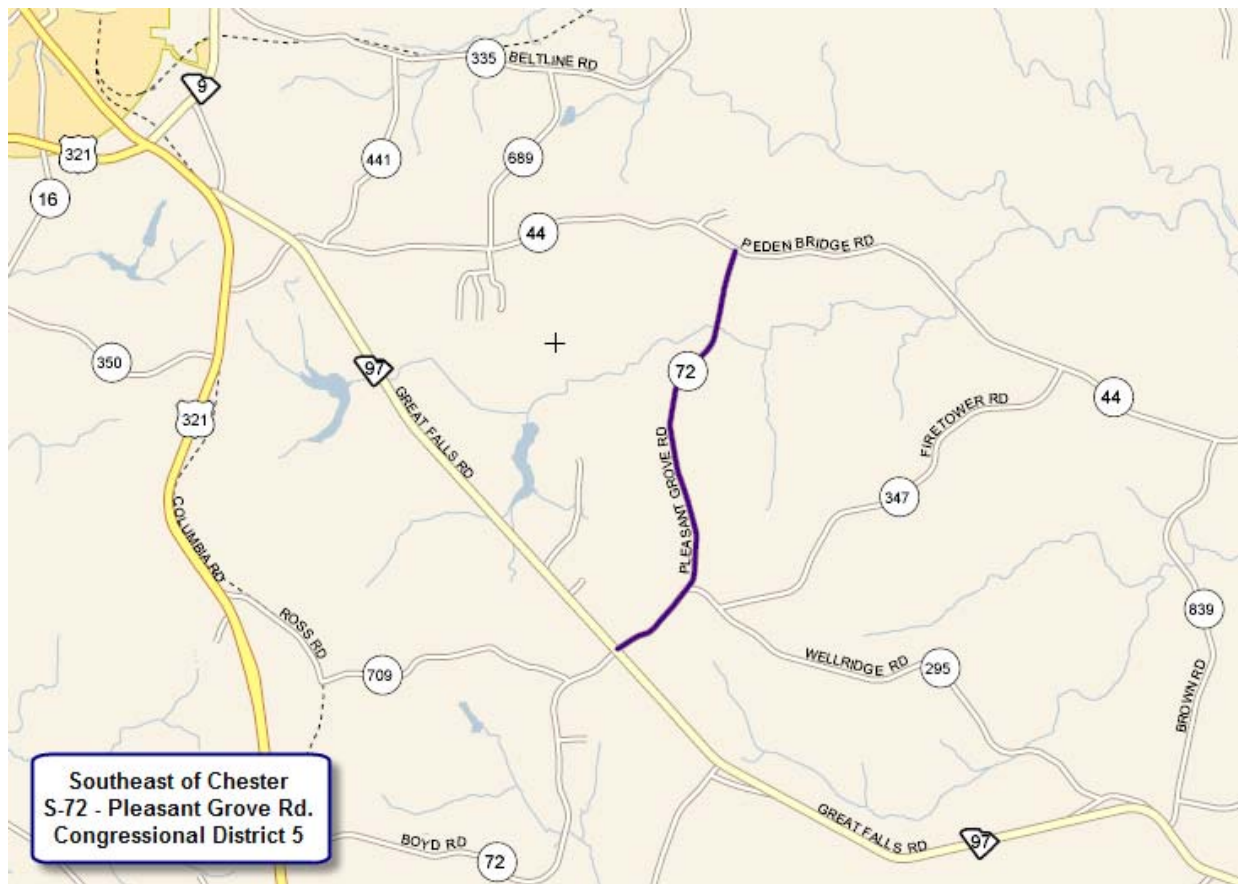 335
BELTLINE RD
9
321
441
689
16
44
PEDEN BRIDGE RD
350
97
72
321
GREAT FALLS RD
44
FIRETOWER RD
PLEASANT GROVE RD
347
COLUMBIA RD
839
ROSS RD
709
WELLRIDGE RD
295
BROWN RD
Southeast of Chester
S-72 - Pleasant Grove Rd.
Congressional District 5
BOYD RD
72
GREAT FALLS RD
97